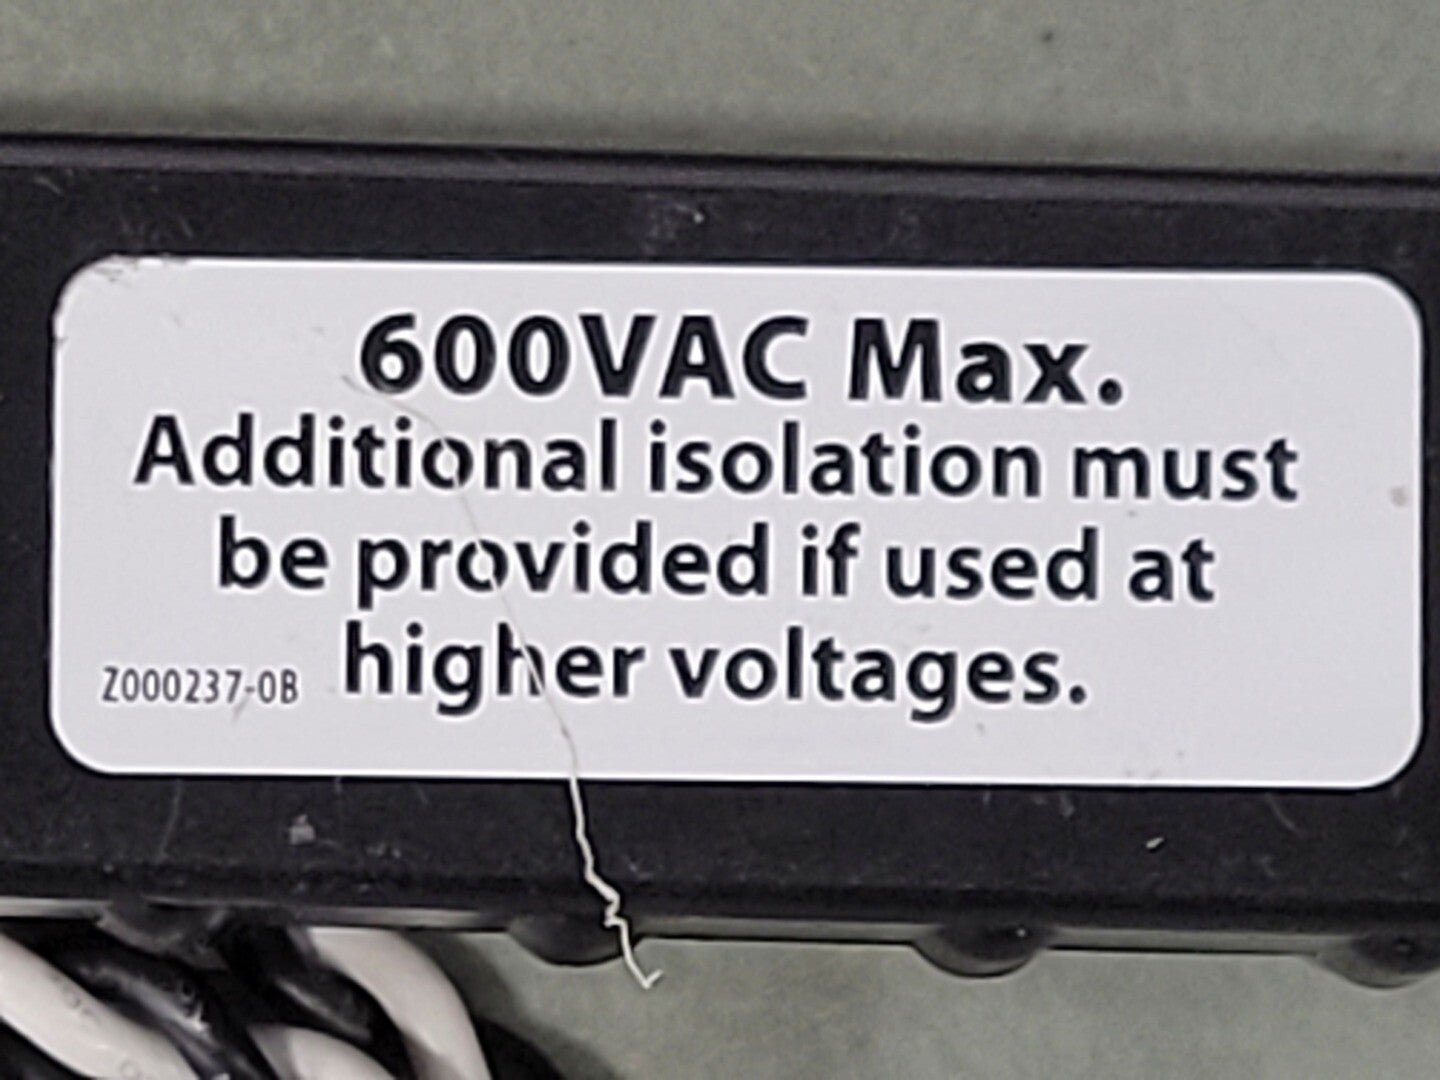 600VAC Max.
Additional isolation must
be provided if used at
higher voltages.
Z000237-0B